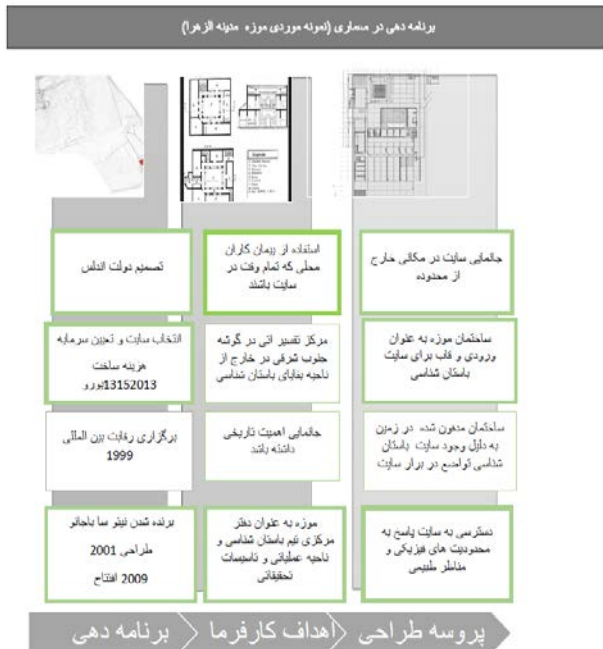 برنامه دهی در معماری (نمونه موردی موزه مدینه الزهرا)
جانمایی سایت در مکانی خارج
از محدوده
ساختمان موزه به عنوان
ورودی و قاب برای سایت
باستان شناسی
ساختمان مدفون شده در زمین
به دلیل وجود سایت باستان
شناسی تواضع در برار سایت
دسترسی به سایت پاسخ به
محدودیت های فیزیکی و
مناظر طبیعی
استفاده از پیمان کاران
محلی که تمام وقت در
سایت باشند
مرکز تفسیر اتی در گوشه
جنوب شرقی در خارج از
ناحیه بقایای باستان شناسی
جانمایی اهمیت تاریخی
داشته باشد
موزه به عنوان دفتر
مرکزی تیم باستان شناسی و
ناحیه عملیاتی و تاسیسات
تحقیقاتی
تصمیم دولت اندلس
انتخاب سایت و تعیین سرمایه
هزینه ساخت
13152013یورو
برگزاری رقابت بین المللی
1999
برنده شدن نیتو سا باجانو
طراحی 2001
2009 افتتاح
پروسه طراحی
اهداف کارفرما
برنامه دهی